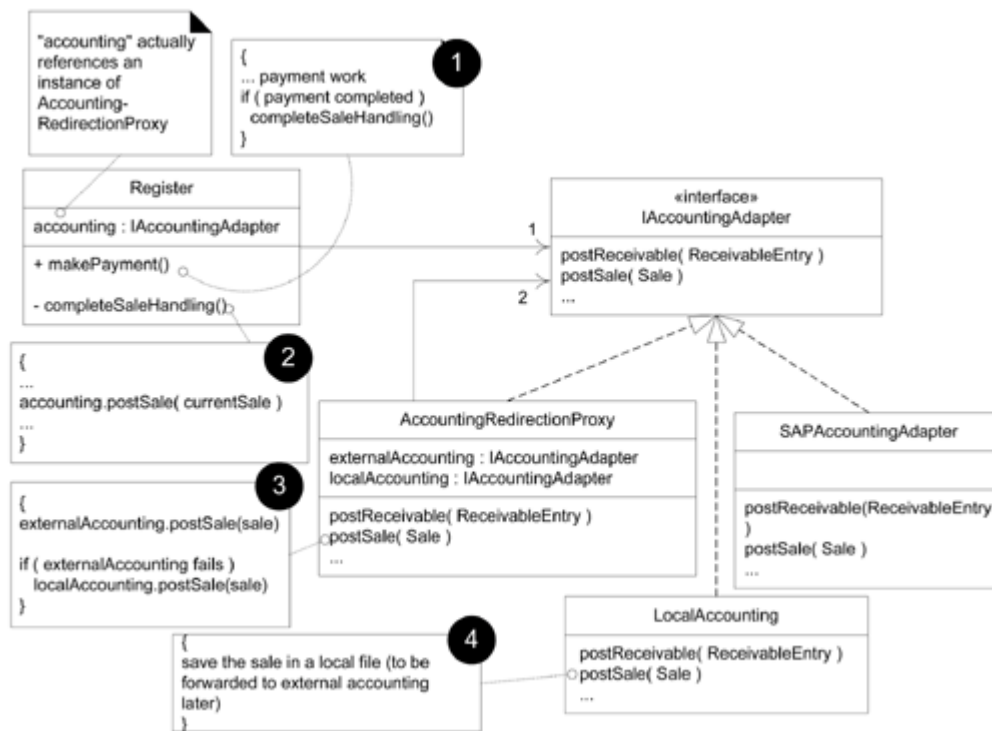 "accounting" actually
references an
instance of
Accounting-
RedirectionProxy
1
{
... payment work
if ( payment completed )
completeSaleHandling()
}
Register
accounting : IAccountingAdapter
+ makePayment()
- completeSaleHandling()
1
2
«interface»
IAccountingAdapter
postReceivable( ReceivableEntry )
postSale( Sale )
...
2
{
...
accounting.postSale( currentSale )
...
}
AccountingRedirectionProxy
externalAccounting : IAccountingAdapter
localAccounting : IAccountingAdapter
postReceivable( ReceivableEntry )
postSale( Sale )
...
SAPAccountingAdapter
postReceivable(ReceivableEntry
)
postSale( Sale )
...
3
{
externalAccounting.postSale(sale)
if ( externalAccounting fails )
localAccounting.postSale(sale)
}
LocalAccounting
postReceivable( ReceivableEntry )
postSale( Sale )
...
4
{
save the sale in a local file (to be
forwarded to external accounting
later)
}